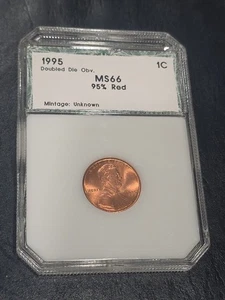 1995 1C
Doubled Die Obv.
MS66
95% Red
Mintage: Unknown